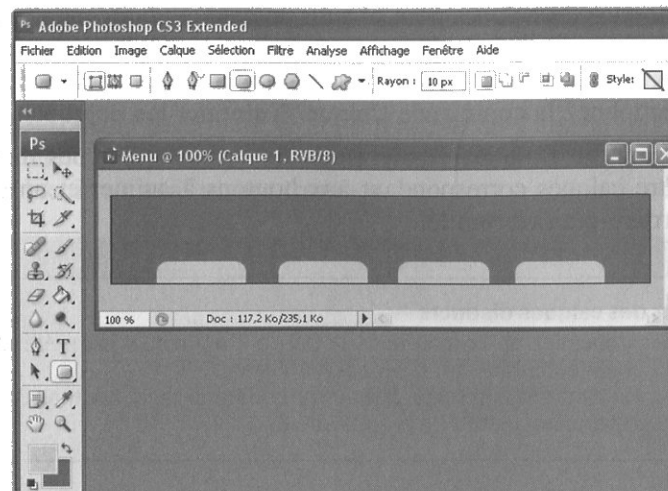 Ps Adobe Photoshop CS3 Extended
Fichier Edition Image Calque Sélection Filtre Analyse Affichage Fenêtre Aide
Rayon : 10 px Style:
Ps
Menu @ 100% (Calque 1, RVB/8)
100 % Doc : 117,2 Ko/235,1 Ko
T